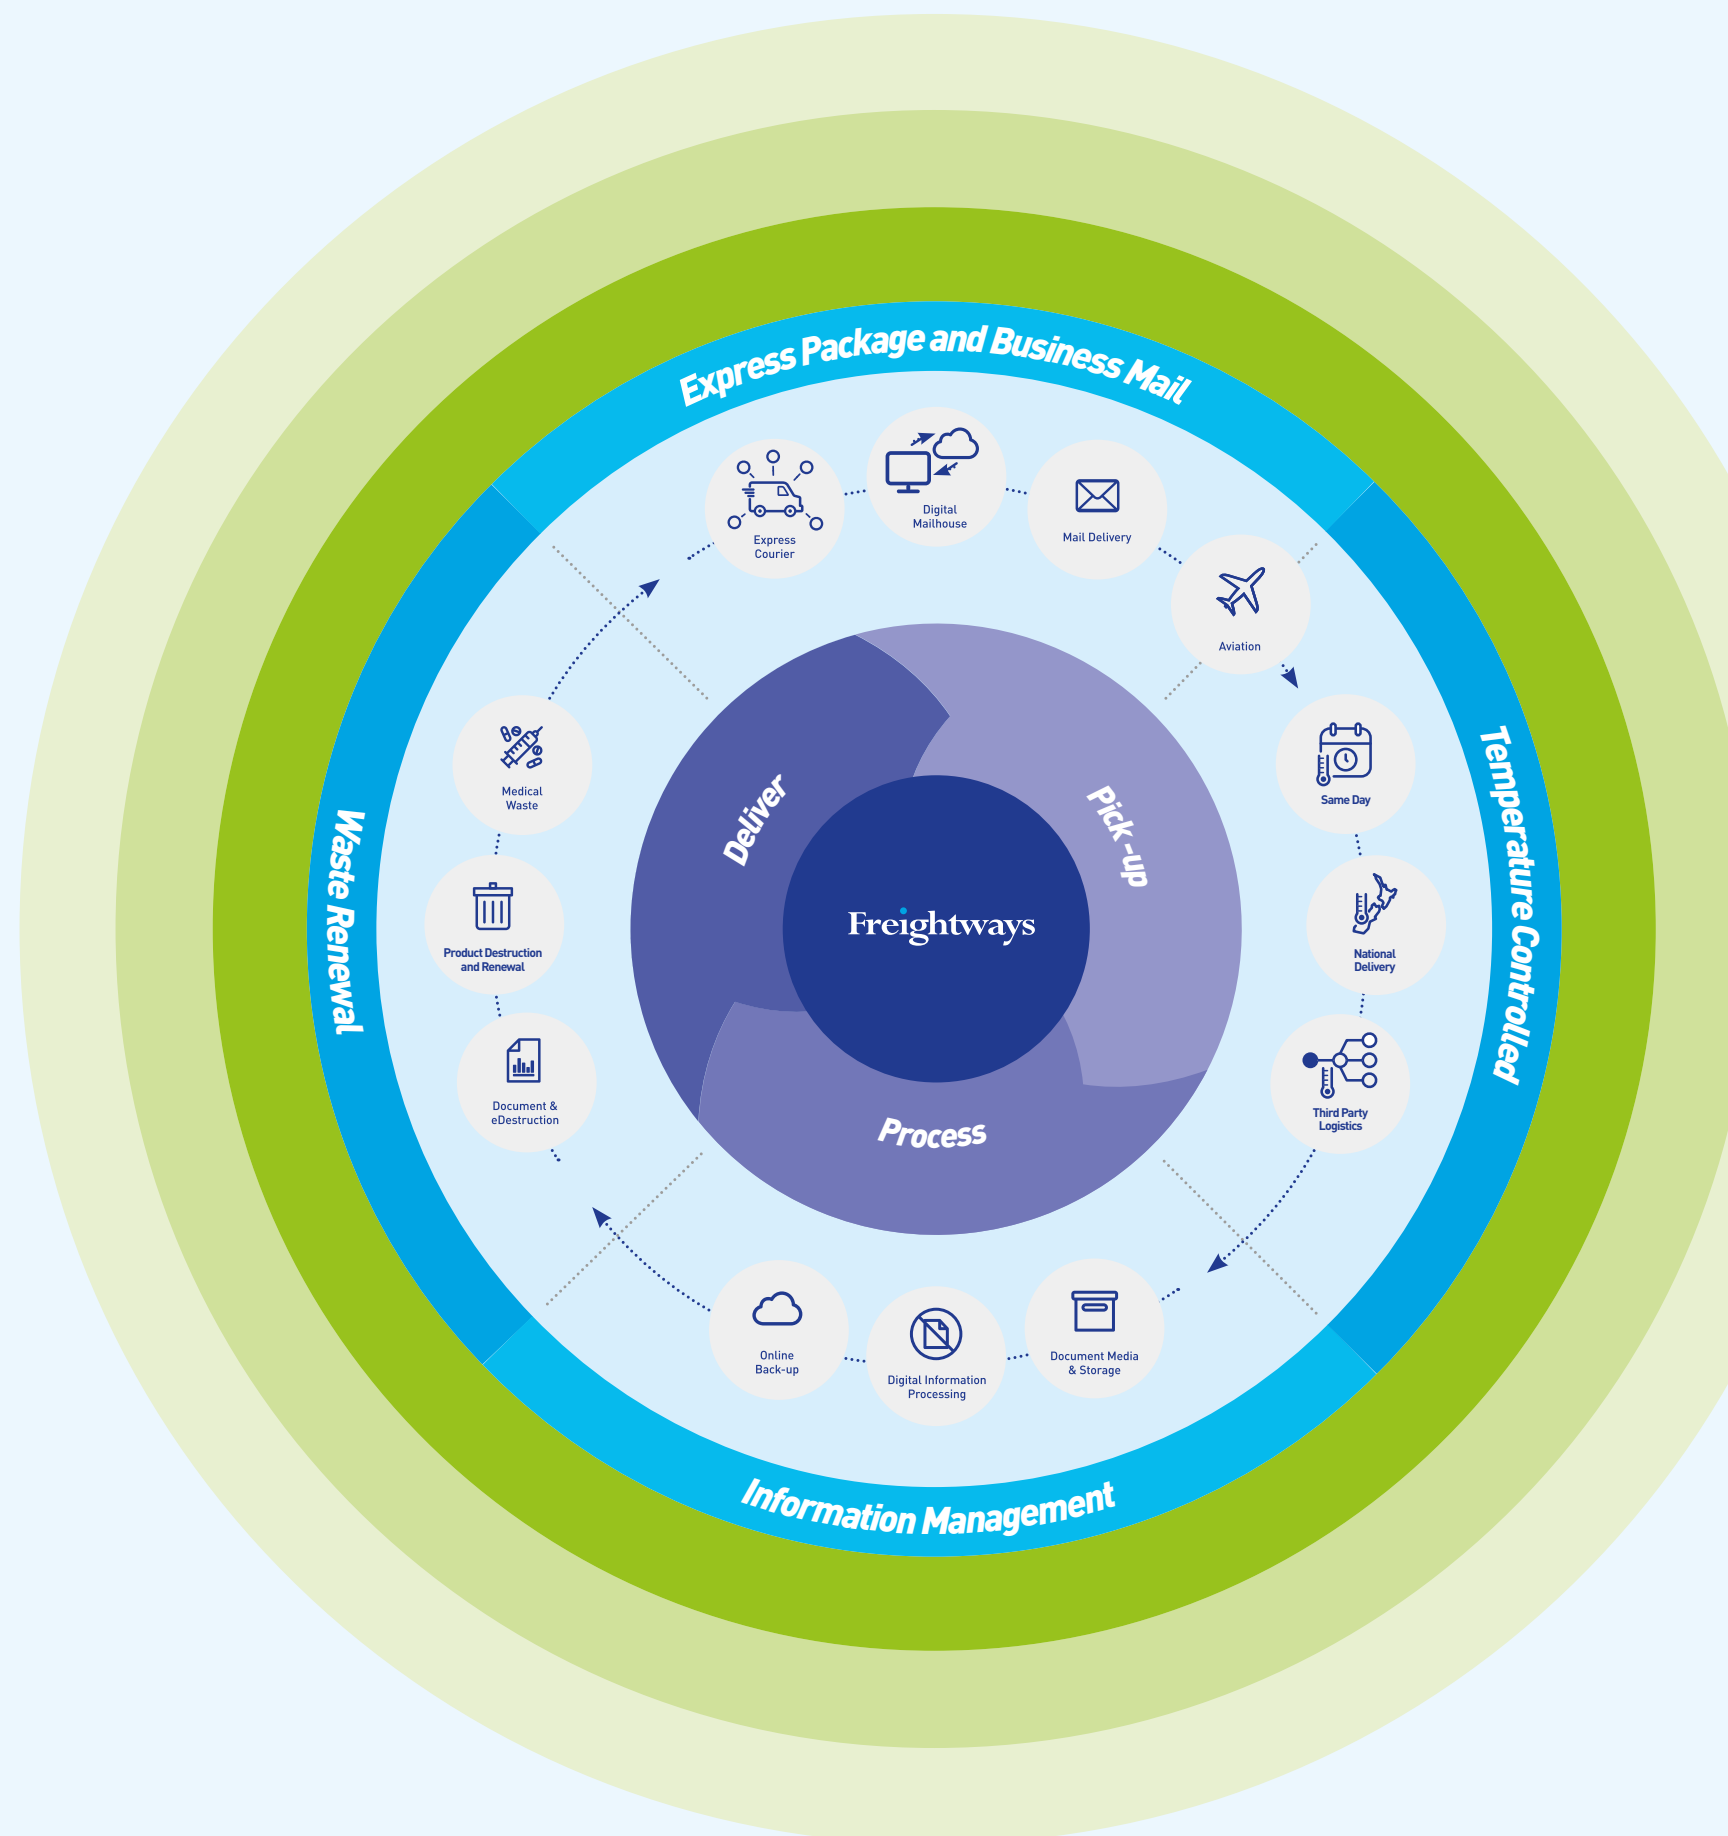 Express Package and Business Mail
Express
Courier
Digital
Mailhouse
Mail Delivery
Aviation
Temperature Controlled
Same Day
National
Delivery
Third Party
Logistics
Information Management
Document Media
& Storage
Digital Information
Processing
Online
Back-up
Waste Renewal
Document &
eDestruction
Product Destruction
and Renewal
Medical
Waste
Pick-up
Process
Deliver
Freightways